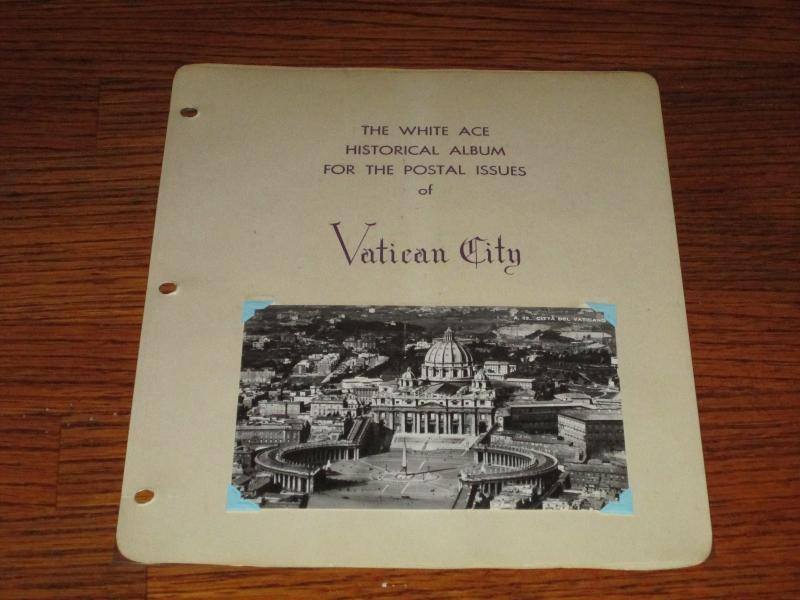 THE WHITE ACE
HISTORICAL ALBUM
FOR THE POSTAL ISSUES
of
Vatican City
CITTÀ DEL VATICANO